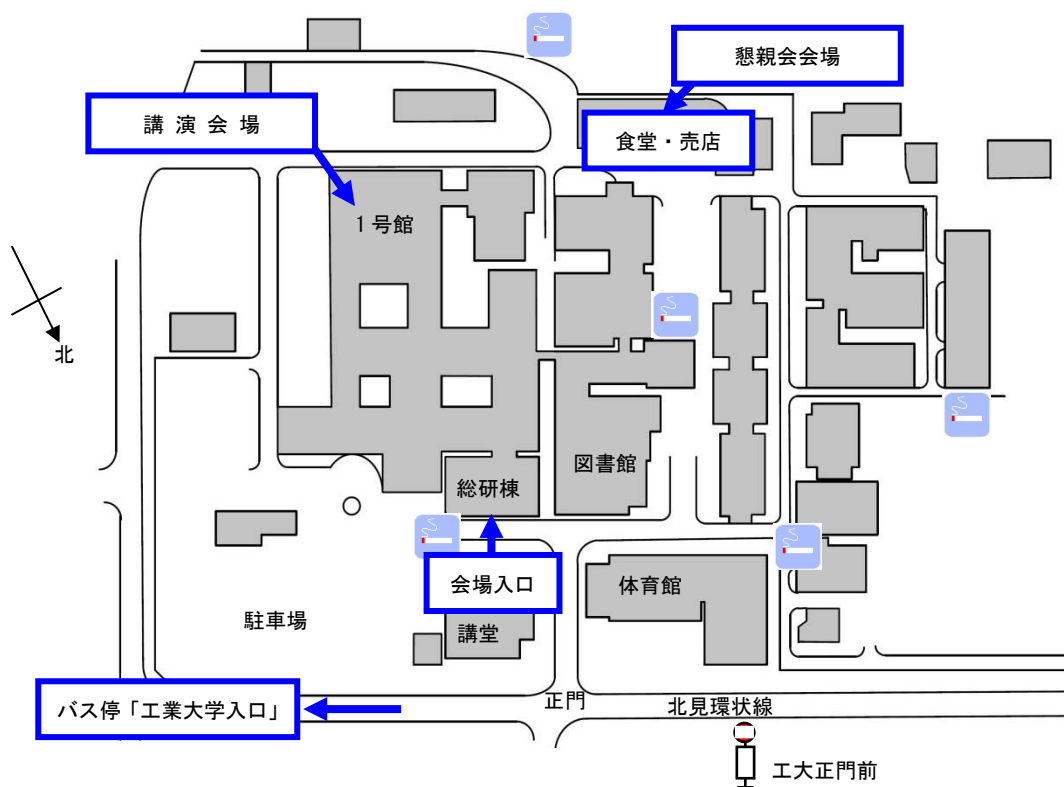 懇親会会場
講 演 会 場
食堂・売店
1号館
北
図書館
総研棟
会場入口
体育館
駐車場
講堂
正門
北見環状線
バス停「工業大学入口」
工大正門前